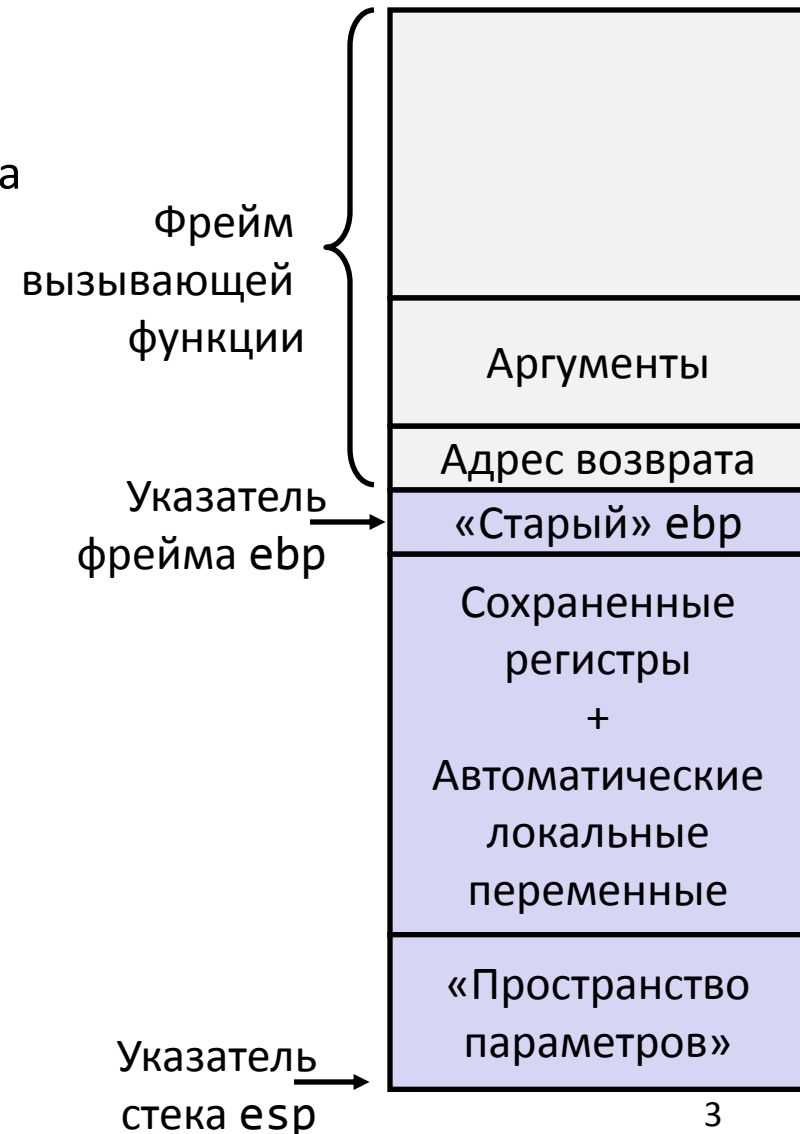 а
Фрейм
вызывающей
функции
Аргументы
Адрес возврата
Указатель
фрейма ebp
«Старый» ebp
Сохраненные
регистры
+
Автоматические
локальные
переменные
«Пространство
параметров»
Указатель
стека esp
3